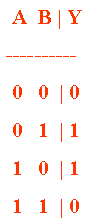 A B | Y
----------
0 0 | 0
0 1 | 1
1 0 | 1
1 1 | 0